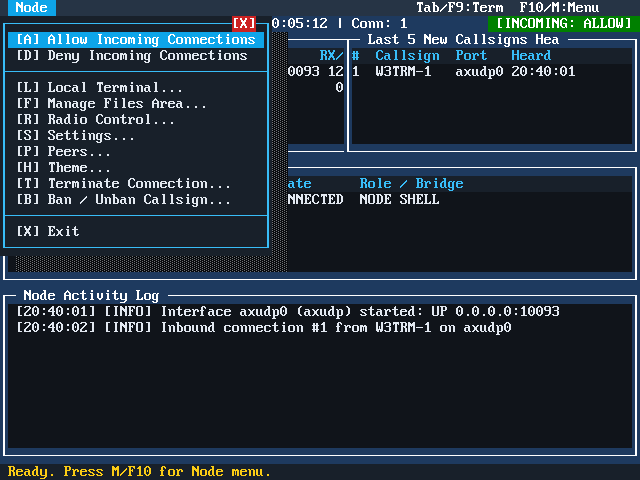 Node Tab/F9:Term F10/M:Menu
[X] 0:05:12 | Conn: 1 [INCOMING: ALLOW]
[A] Allow Incoming Connections
[D] Deny Incoming Connections
[L] Local Terminal...
[F] Manage Files Area...
[R] Radio Control...
[S] Settings...
[P] Peers...
[H] Theme...
[T] Terminate Connection...
[B] Ban / Unban Callsign...
[X] Exit
RX/
0093 12
0
Last 5 New Callsigns Hea
# Callsign Port Heard
1 W3TRM-1 axudp0 20:40:01
ate Role / Bridge
NNECTED NODE SHELL
Node Activity Log
[20:40:01] [INFO] Interface axudp0 (axudp) started: UP 0.0.0.0:10093
[20:40:02] [INFO] Inbound connection #1 from W3TRM-1 on axudp0
Ready. Press M/F10 for Node menu.